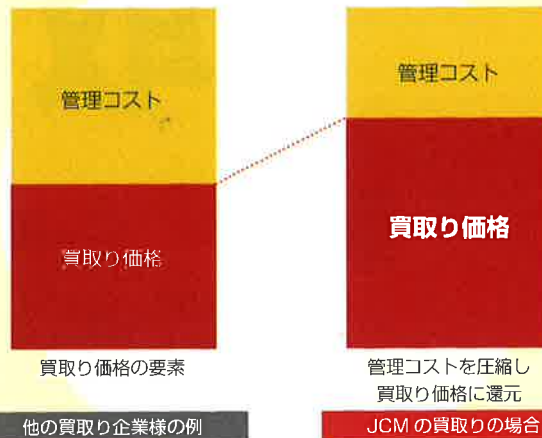 管理コスト
買取り価格
買取り価格の要素
他の買取り企業様の例
管理コスト
買取り価格
管理コストを圧縮し
買取り価格に還元
JCMの買取りの場合